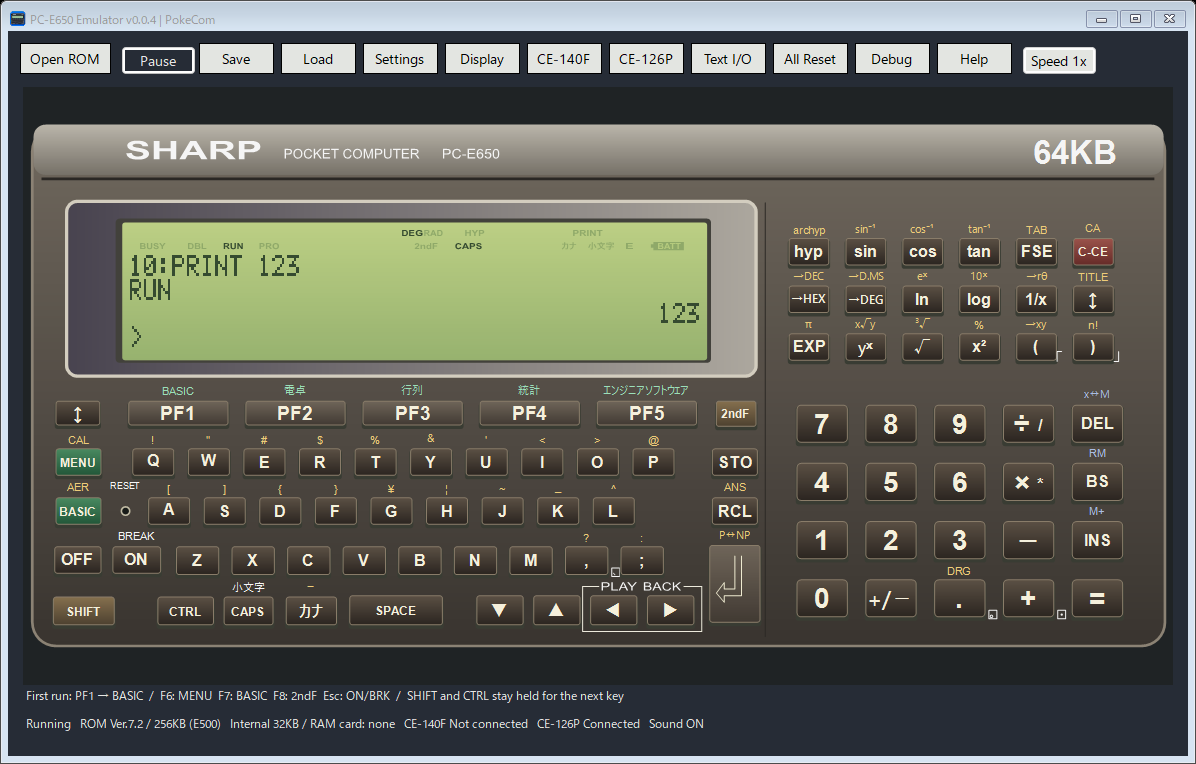 PC-E650 Emulator v0.0.4 | PokeCom
Open ROM Pause Save Load Settings Display CE-140F CE-126P Text I/O All Reset Debug Help Speed 1x
SHARP POCKET COMPUTER PC-E650 64KB
DEG RAD HYP PRINT
BUSY DBL RUN PRO 2ndF CAPS カナ 小文字 E BATT
10:PRINT 123
RUN
123
>
archyp sin⁻¹ cos⁻¹ tan⁻¹ TAB CA
hyp sin cos tan FSE C-CE
→DEC →D.MS eˣ 10ˣ →rθ TITLE
→HEX →DEG ln log 1/x ↕
π x√y ³√ % →xy n!
EXP yˣ √ x² ( )
BASIC 電卓 行列 統計 エンジニアソフトウエア
↕ PF1 PF2 PF3 PF4 PF5 2ndF
CAL ! " # $ % & ' < > @
MENU Q W E R T Y U I O P STO
AER RESET [ ] { } ¥ ¦ ~ _ ^ ANS
BASIC A S D F G H J K L RCL
BREAK ? : P↔NP
OFF ON Z X C V B N M , ;
小文字 PLAY BACK
SHIFT CTRL CAPS カナ SPACE ▼ ▲ ◀ ▶
x↔M
7 8 9 ÷ / DEL
RM
4 5 6 × * BS
M+
1 2 3 — INS
DRG
0 +/− . + =
First run: PF1 → BASIC / F6: MENU F7: BASIC F8: 2ndF Esc: ON/BRK / SHIFT and CTRL stay held for the next key
Running ROM Ver.7.2 / 256KB (E500) Internal 32KB / RAM card: none CE-140F Not connected CE-126P Connected Sound ON